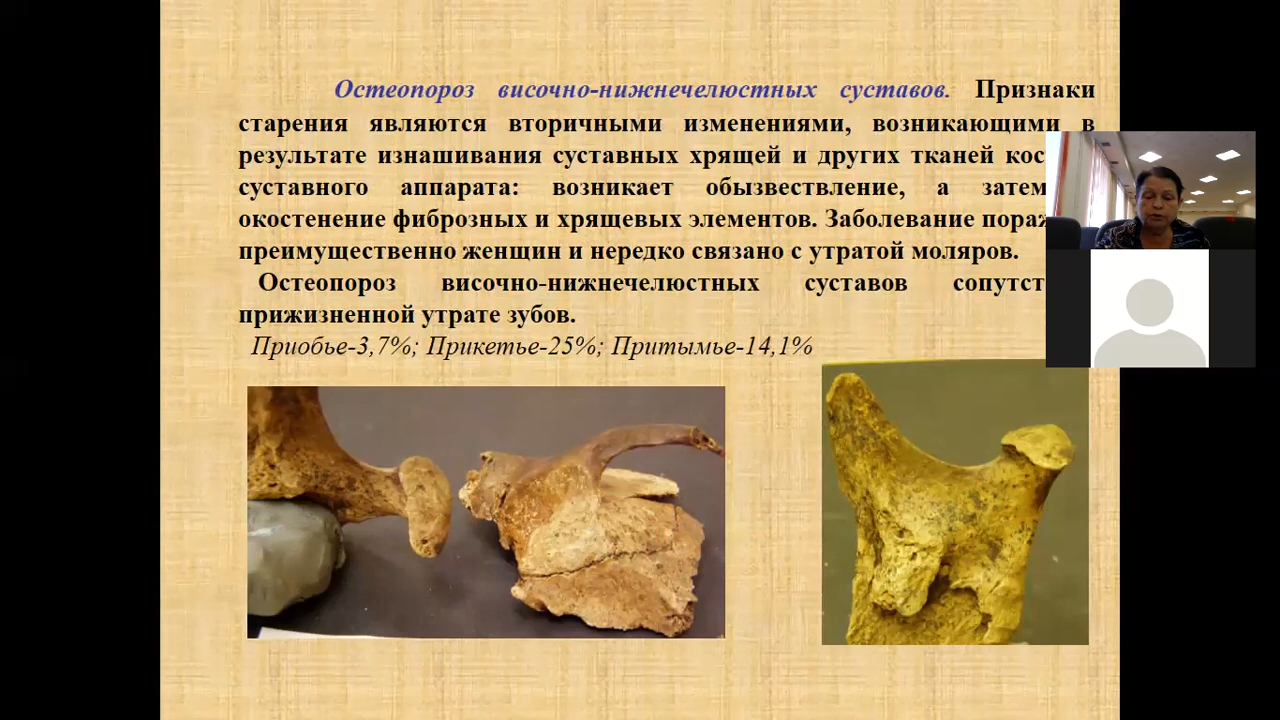 Остеопороз височно-нижнечелюстных суставов. Признаки
старения являются вторичными изменениями, возникающими в
результате изнашивания суставных хрящей и других тканей
суставного аппарата: возникает обызвествление, а затем
окостенение фиброзных и хрящевых элементов. Заболевание
преимущественно женщин и нередко связано с утратой моляров.
Остеопороз височно-нижнечелюстных суставов
прижизненной утрате зубов.
Приобье-3,7%; Прикетье-25%; Притымье-14,1%